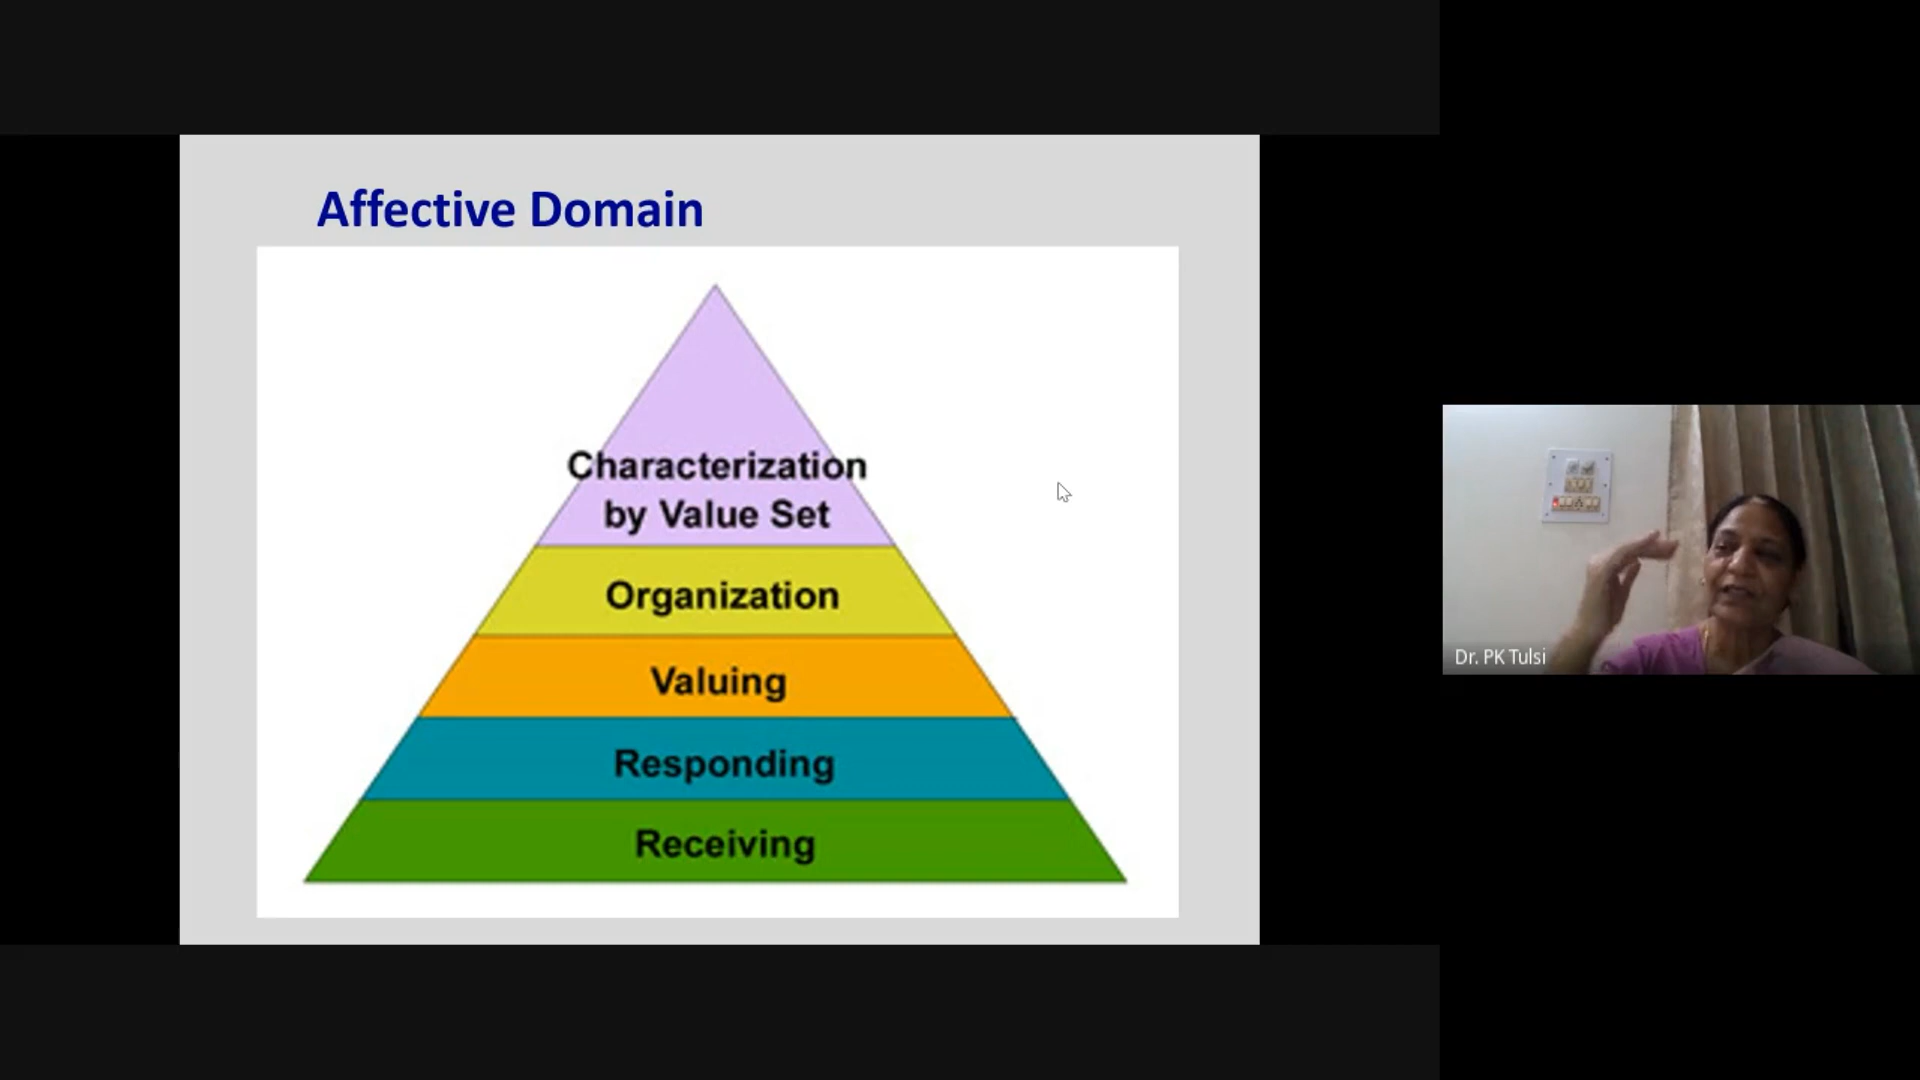 Affective Domain
Characterization
by Value Set
Organization
Valuing
Responding
Receiving
Dr. PK Tulsi